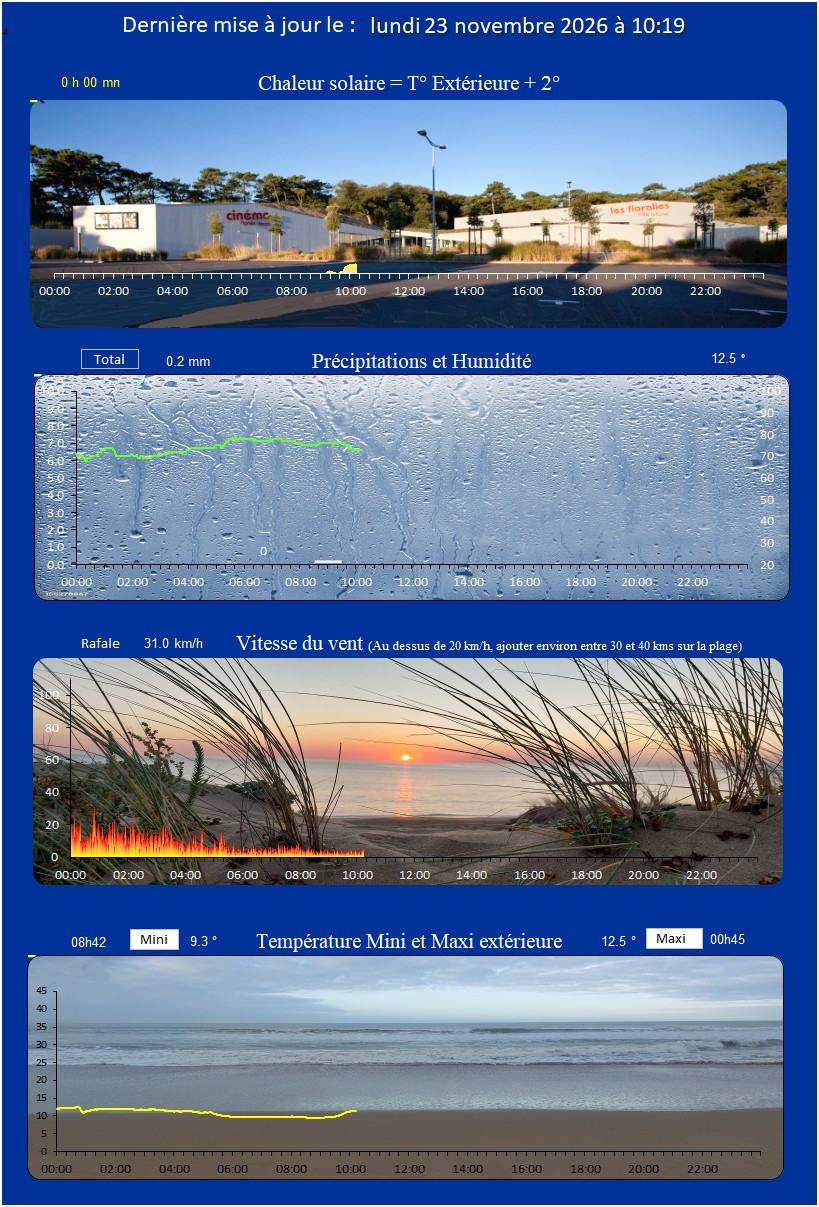 Dernière mise à jour le : lundi 23 novembre 2026 à 10:19
0 h 00 mn
Chaleur solaire = T° Extérieure + 2°
cinéma
les floralies
00:00 02:00 04:00 06:00 08:00 10:00 12:00 14:00 16:00 18:00 20:00 22:00
Total 0.2 mm Précipitations et Humidité 12.5 °
10.0 100
9.0 90
8.0 80
7.0 70
6.0 60
5.0 50
4.0 40
3.0 30
2.0 20
1.0
0.0
0
00:00 02:00 04:00 06:00 08:00 10:00 12:00 14:00 16:00 18:00 20:00 22:00
Rafale 31.0 km/h Vitesse du vent (Au dessus de 20 km/h, ajouter environ entre 30 et 40 kms sur la plage)
100
80
60
40
20
0
00:00 02:00 04:00 06:00 08:00 10:00 12:00 14:00 16:00 18:00 20:00 22:00
08h42 Mini 9.3 ° Température Mini et Maxi extérieure 12.5 ° Maxi 00h45
45
40
35
30
25
20
15
10
5
0
00:00 02:00 04:00 06:00 08:00 10:00 12:00 14:00 16:00 18:00 20:00 22:00